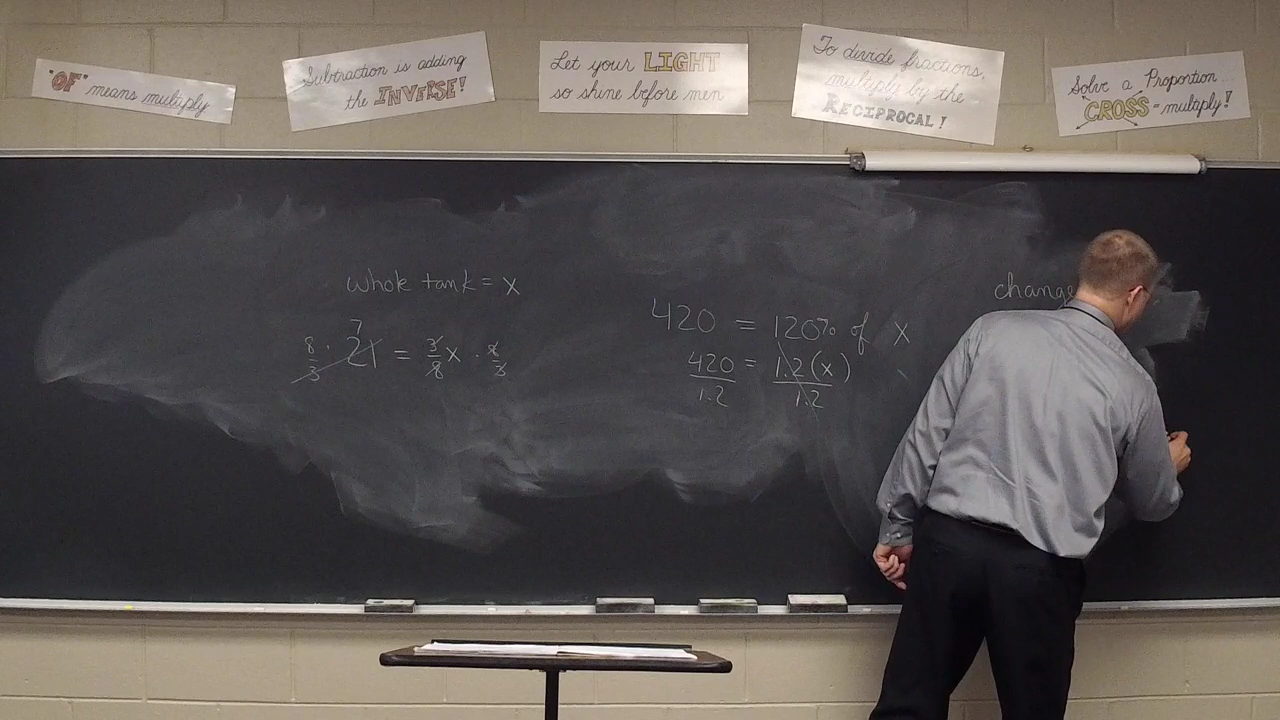 "OF" means multiply
Subtraction is adding
the INVERSE!
Let your LIGHT
so shine before men
To divide fractions,
multiply by the
RECIPROCAL!
Solve a Proportion...
CROSS-multiply!
whole tank = x
7
8/3 · 21 = 3/8 x · 8/3
420 = 120% of x
420 = 1.2(x)
1.2 1.2
change